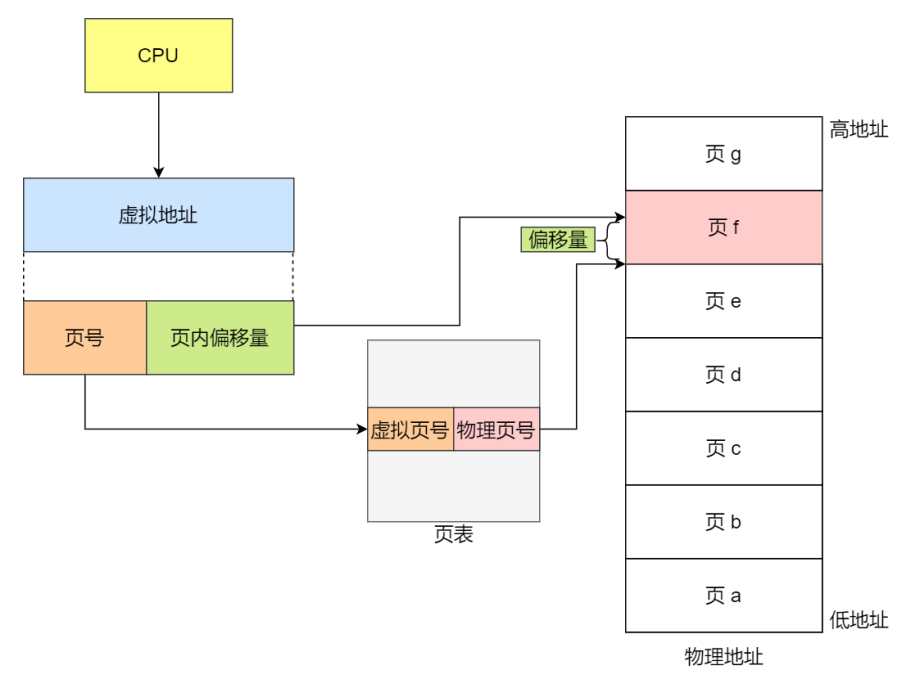 CPU
虚拟地址
页号
页内偏移量
虚拟页号
物理页号
页表
偏移量
高地址
页 g
页 f
页 e
页 d
页 c
页 b
页 a
低地址
物理地址